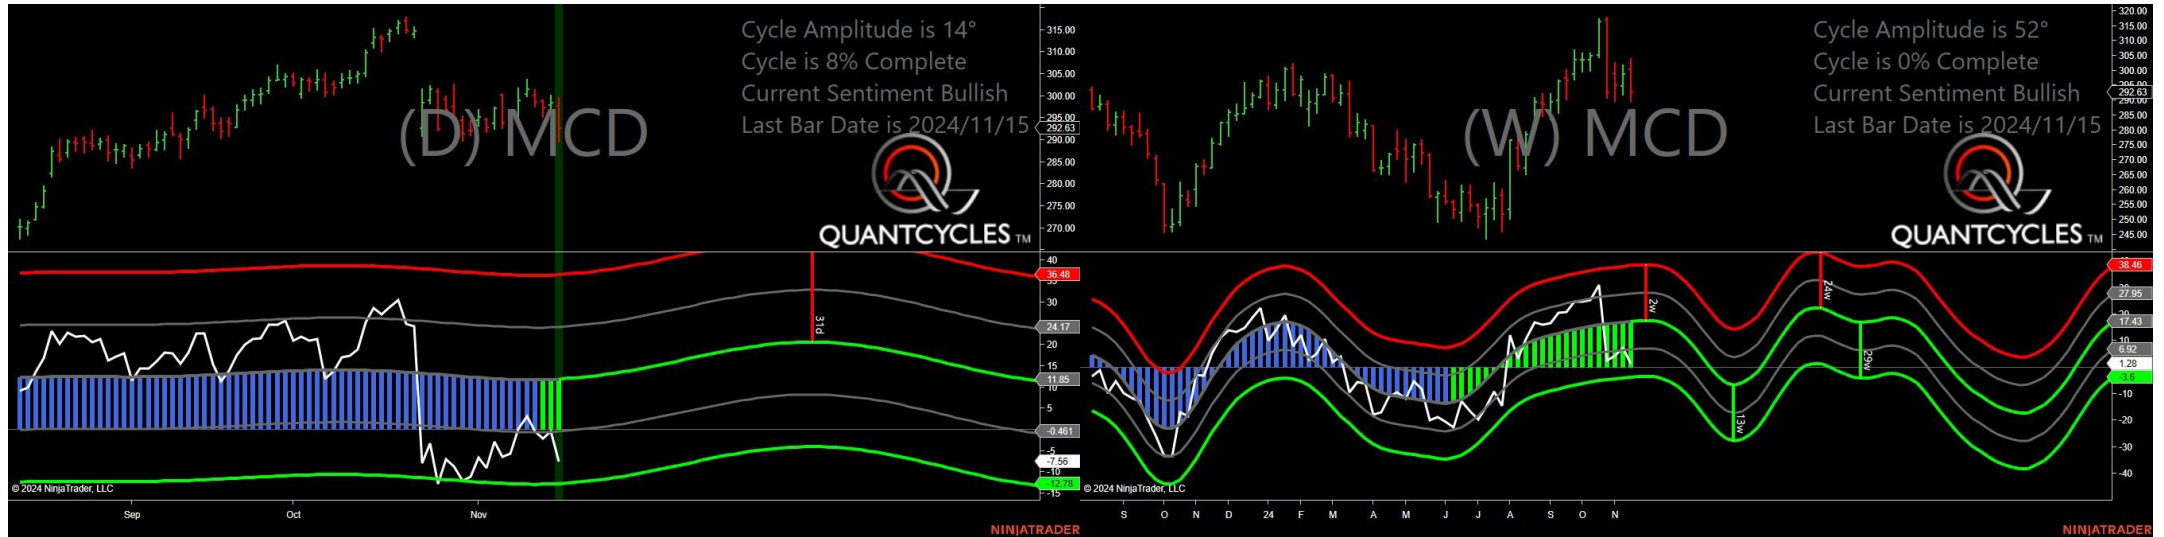 Cycle Amplitude is 14°
Cycle is 8% Complete
Current Sentiment Bullish
Last Bar Date is 2024/11/15
(D) MCD
QUANTCYCLES TM
315.00
310.00
305.00
300.00
295.00
292.63
290.00
285.00
280.00
275.00
270.00
40
36.48
30
24.17
20
15
11.85
10
5
-0.461
-5
-7.56
-10
-12.78
-15
31d
© 2024 NinjaTrader, LLC
Sep
Oct
Nov
NINJATRADER
Cycle Amplitude is 52°
Cycle is 0% Complete
Current Sentiment Bullish
Last Bar Date is 2024/11/15
(W) MCD
QUANTCYCLES TM
320.00
315.00
310.00
305.00
300.00
295.00
292.63
290.00
285.00
280.00
275.00
270.00
265.00
260.00
255.00
250.00
245.00
38.46
27.95
17.43
10
6.92
1.28
-3.6
-10
-20
-30
-40
2w
13w
24w
29w
© 2024 NinjaTrader, LLC
S
O
N
D
24
F
M
A
M
J
J
A
S
O
N
NINJATRADER